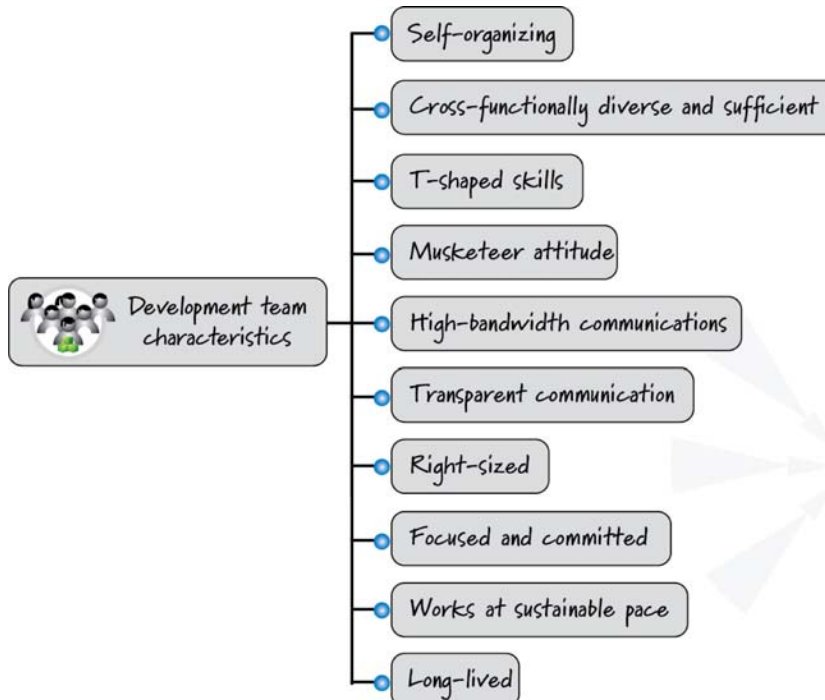 Self-organizing
Cross-functionally diverse and sufficient
T-shaped skills
Musketeer attitude
Development team
characteristics
High-bandwidth communications
Transparent communication
Right-sized
Focused and committed
Works at sustainable pace
Long-lived